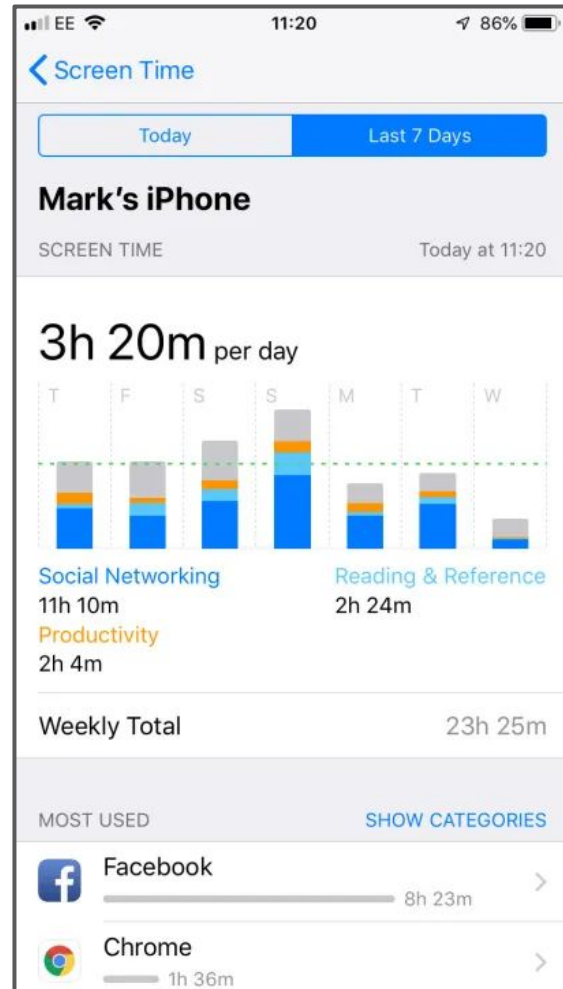 EE 11:20 86%
Screen Time
Today Last 7 Days
Mark's iPhone
SCREEN TIME Today at 11:20
3h 20m per day
T F S S M T W
Social Networking Reading & Reference
11h 10m 2h 24m
Productivity
2h 4m
Weekly Total 23h 25m
MOST USED SHOW CATEGORIES
Facebook
8h 23m
Chrome
1h 36m